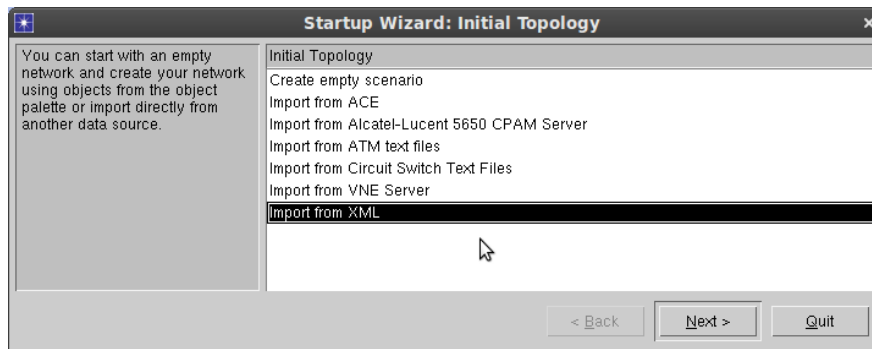 Startup Wizard: Initial Topology
You can start with an empty
network and create your network
using objects from the object
palette or import directly from
another data source.
Initial Topology
Create empty scenario
Import from ACE
Import from Alcatel-Lucent 5650 CPAM Server
Import from ATM text files
Import from Circuit Switch Text Files
Import from VNE Server
Import from XML
< Back Next > Quit